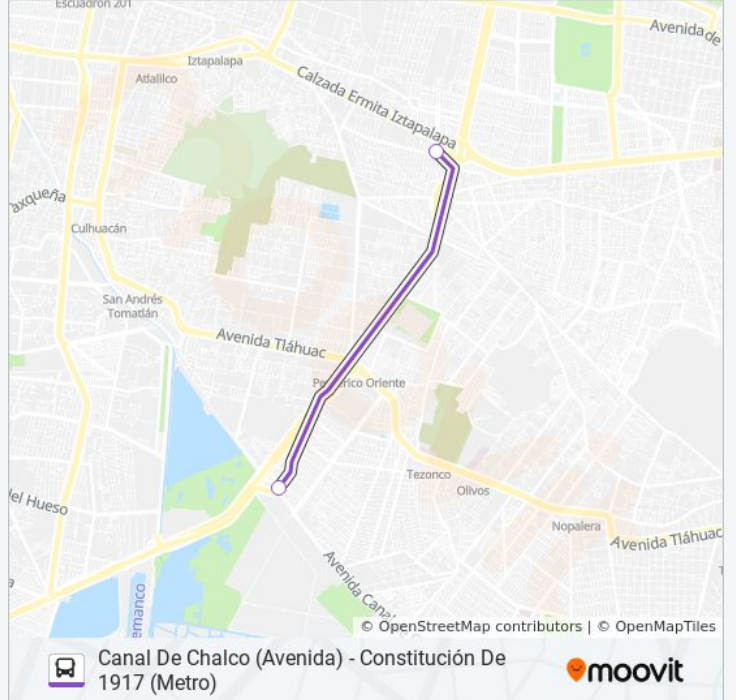 Escuadrón 201
Avenida de
Iztapalapa
Atlalilco
Calzada Ermita Iztapalapa
axqueña
Culhuacán
San Andrés
Tomatlán
Avenida Tláhuac
Periférico Oriente
Tezonco
Olivos
del Hueso
Nopalera
Avenida Tláhuac
Avenida Canal
emanco
© OpenStreetMap contributors | © OpenMapTiles
Canal De Chalco (Avenida) - Constitución De
1917 (Metro)
moovit